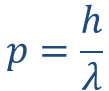 p = h/λ